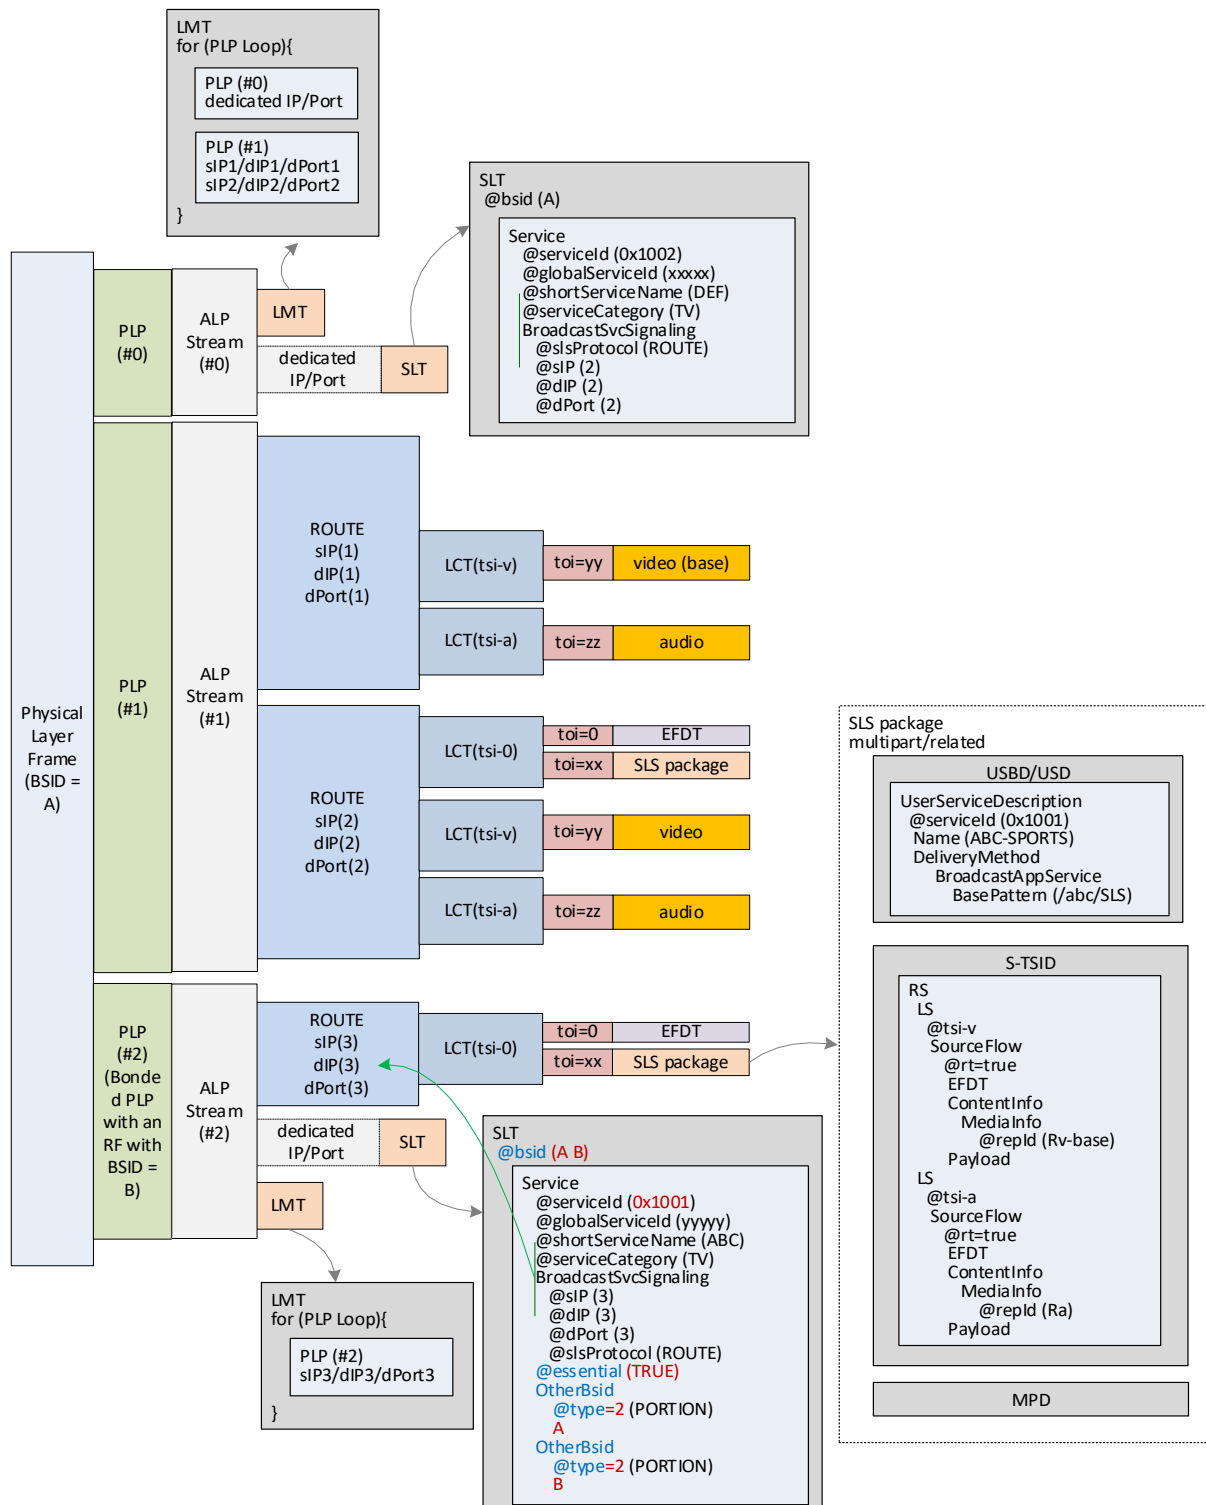 LMT
for (PLP Loop){
PLP (#0)
dedicated IP/Port
PLP (#1)
sIP1/dIP1/dPort1
sIP2/dIP2/dPort2
}
SLT
@bsid (A)
Service
@serviceId (0x1002)
@globalServiceId (xxxxx)
@shortServiceName (DEF)
@serviceCategory (TV)
BroadcastSvcSignaling
@slsProtocol (ROUTE)
@sIP (2)
@dIP (2)
@dPort (2)
Physical
Layer
Frame
(BSID =
A)
PLP
(#0)
ALP
Stream
(#0)
LMT
dedicated
IP/Port
SLT
PLP
(#1)
ALP
Stream
(#1)
ROUTE
sIP(1)
dIP(1)
dPort(1)
LCT(tsi-v)
toi=yy
video (base)
LCT(tsi-a)
toi=zz
audio
ROUTE
sIP(2)
dIP(2)
dPort(2)
LCT(tsi-0)
toi=0
EFDT
toi=xx
SLS package
LCT(tsi-v)
toi=yy
video
LCT(tsi-a)
toi=zz
audio
PLP
(#2)
(Bonde
d PLP
with an
RF with
BSID =
B)
ALP
Stream
(#2)
ROUTE
sIP(3)
dIP(3)
dPort(3)
LCT(tsi-0)
toi=0
EFDT
toi=xx
SLS package
dedicated
IP/Port
SLT
LMT
LMT
for (PLP Loop){
PLP (#2)
sIP3/dIP3/dPort3
}
SLT
@bsid (A B)
Service
@serviceId (0x1001)
@globalServiceId (yyyyy)
@shortServiceName (ABC)
@serviceCategory (TV)
BroadcastSvcSignaling
@sIP (3)
@dIP (3)
@dPort (3)
@slsProtocol (ROUTE)
@essential (TRUE)
OtherBsid
@type=2 (PORTION)
A
OtherBsid
@type=2 (PORTION)
B
SLS package
multipart/related
USBD/USD
UserServiceDescription
@serviceId (0x1001)
Name (ABC-SPORTS)
DeliveryMethod
BroadcastAppService
BasePattern (/abc/SLS)
S-TSID
RS
LS
@tsi-v
SourceFlow
@rt=true
EFDT
ContentInfo
MediaInfo
@repId (Rv-base)
Payload
LS
@tsi-a
SourceFlow
@rt=true
EFDT
ContentInfo
MediaInfo
@repId (Ra)
Payload
MPD